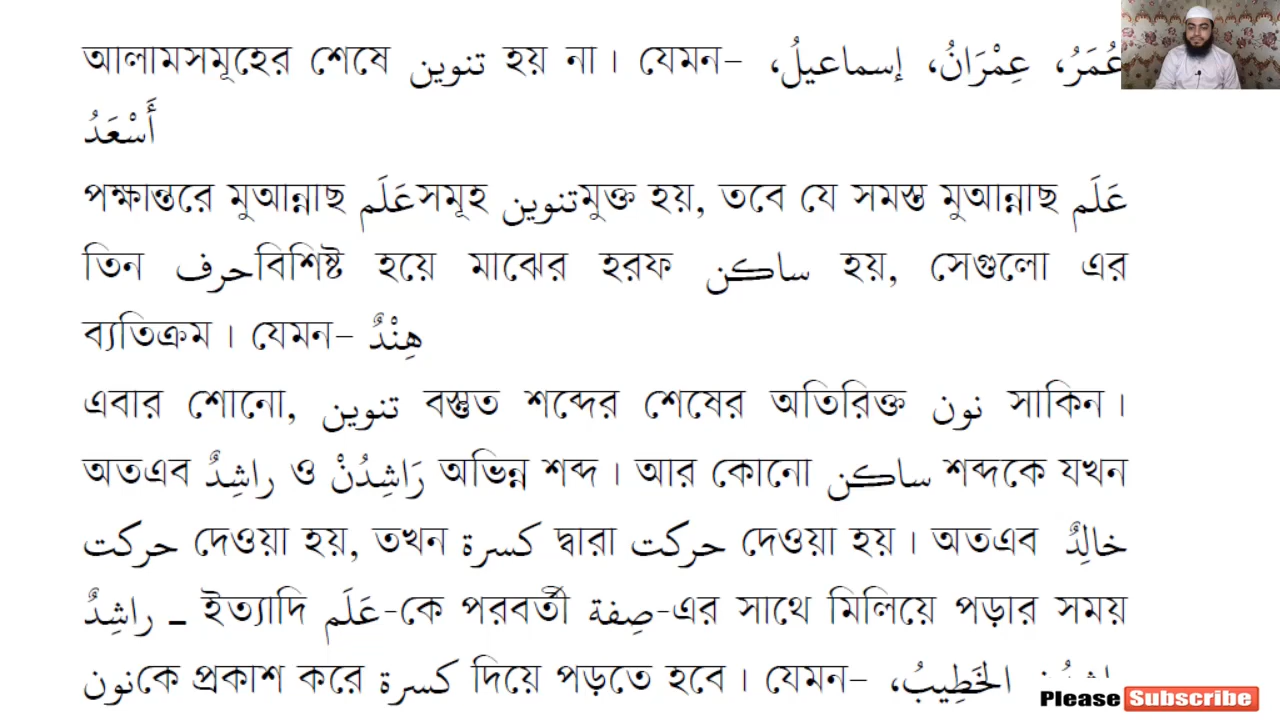 আলামসমূহের শেষে تنوين হয় না। যেমন- عُمَرُ، عِمْرَانُ، إسماعيلُ،
أَسْعَدُ
পক্ষান্তরে মুআন্নাছ عَلَمসমূহ تنوينমুক্ত হয়, তবে যে সমস্ত মুআন্নাছ عَلَم
তিন حرفবিশিষ্ট হয়ে মাঝের হরফ ساكن হয়, সেগুলো এর
ব্যতিক্রম। যেমন- هِنْدٌ
এবার শোনো, تنوين বস্তুত শব্দের শেষের অতিরিক্ত نون সাকিন।
অতএব راشِدٌ ও رَاشِدُنْ অভিন্ন শব্দ। আর কোনো ساكن শব্দকে যখন
حركت দেওয়া হয়, তখন كسرة দ্বারা حركت দেওয়া হয়। অতএব خالِدٌ
ـ راشِدٌ ইত্যাদি عَلَم-কে পরবর্তী صِفة-এর সাথে মিলিয়ে পড়ার সময়
نونকে প্রকাশ করে كسرة দিয়ে পড়তে হবে। যেমন- الخَطِيبُ،
Please Subscribe